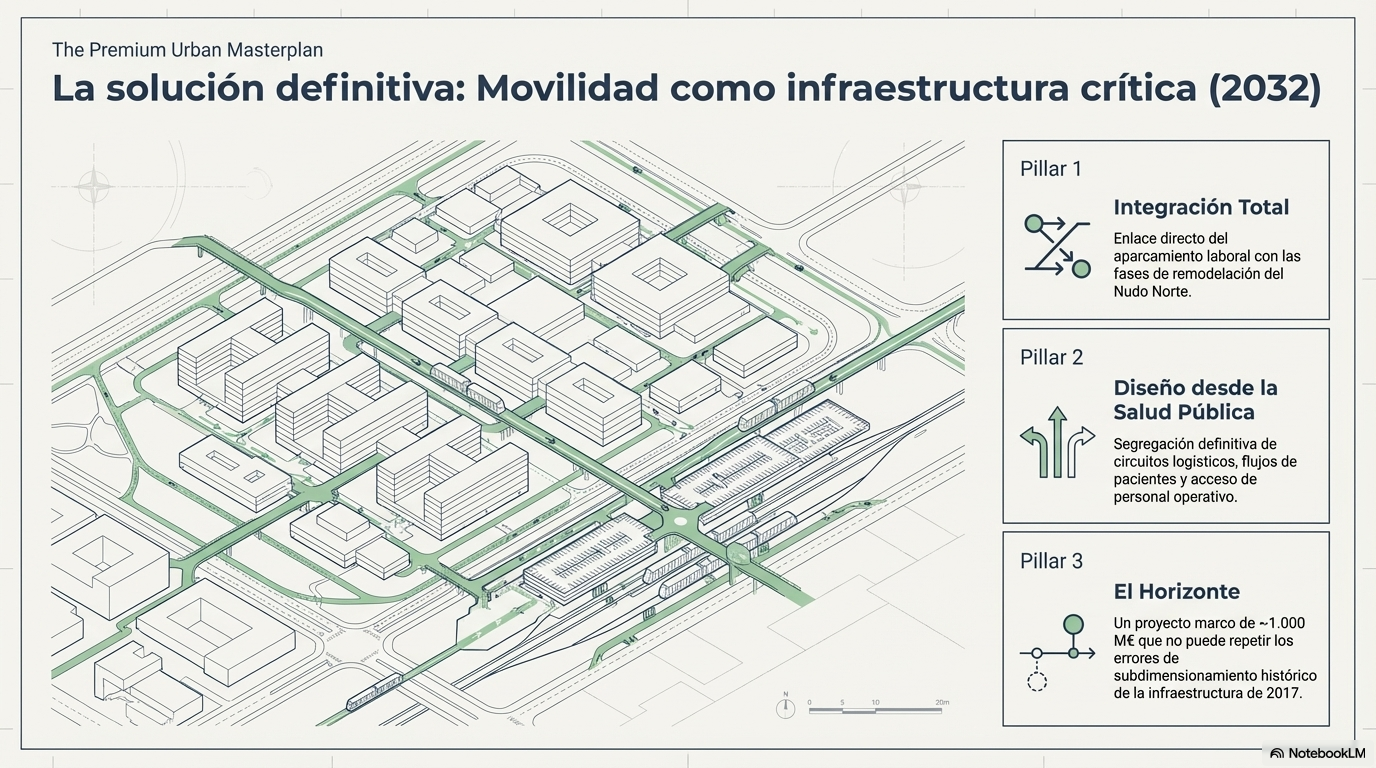 The Premium Urban Masterplan
La solución definitiva: Movilidad como infraestructura crítica (2032)
Pillar 1
Integración Total
Enlace directo del
aparcamiento laboral con las
fases de remodelación del
Nudo Norte.
Pillar 2
Diseño desde la
Salud Pública
Segregación definitiva de
circuitos logisticos, flujos de
pacientes y acceso de
personal operativo.
Pillar 3
El Horizonte
Un proyecto marco de ~1.000
M€ que no puede repetir los
errores de
subdimensionamiento histórico
de la infraestructura de 2017.
N
0 5 10 20m
NotebookLM